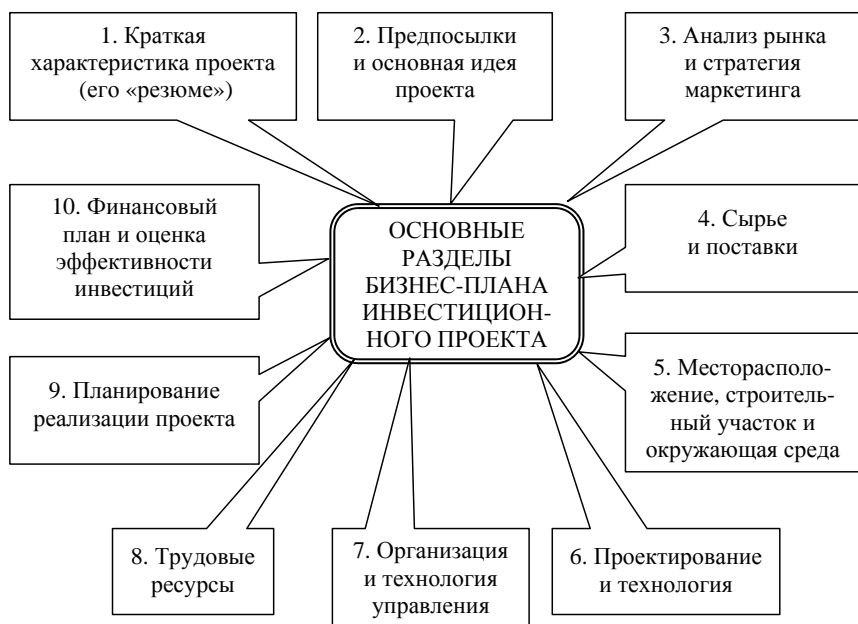 1. Краткая
характеристика проекта
(его «резюме»)
2. Предпосылки
и основная идея
проекта
3. Анализ рынка
и стратегия
маркетинга
10. Финансовый
план и оценка
эффективности
инвестиций
ОСНОВНЫЕ
РАЗДЕЛЫ
БИЗНЕС-ПЛАНА
ИНВЕСТИЦИОН-
НОГО ПРОЕКТА
4. Сырье
и поставки
9. Планирование
реализации проекта
5. Месторасполо-
жение, строитель-
ный участок и
окружающая среда
8. Трудовые
ресурсы
7. Организация
и технология
управления
6. Проектирование
и технология